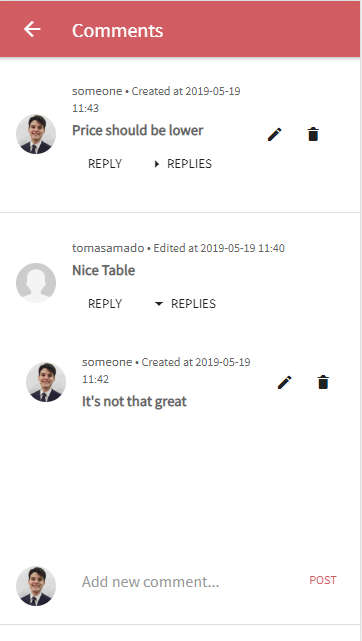 Comments
someone • Created at 2019-05-19
11:43
Price should be lower
REPLY REPLIES
tomasamado • Edited at 2019-05-19 11:40
Nice Table
REPLY REPLIES
someone • Created at 2019-05-19
11:42
It's not that great
Add new comment... POST